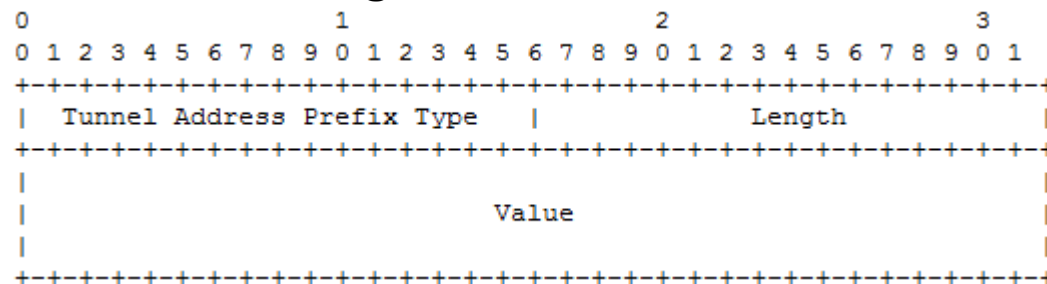 0                   1                   2                   3
0 1 2 3 4 5 6 7 8 9 0 1 2 3 4 5 6 7 8 9 0 1 2 3 4 5 6 7 8 9 0 1
+-+-+-+-+-+-+-+-+-+-+-+-+-+-+-+-+-+-+-+-+-+-+-+-+-+-+-+-+-+-+-+-+
|  Tunnel Address Prefix Type   |             Length            |
+-+-+-+-+-+-+-+-+-+-+-+-+-+-+-+-+-+-+-+-+-+-+-+-+-+-+-+-+-+-+-+-+
|                                                               |
|                             Value                             |
|                                                               |
+-+-+-+-+-+-+-+-+-+-+-+-+-+-+-+-+-+-+-+-+-+-+-+-+-+-+-+-+-+-+-+-+